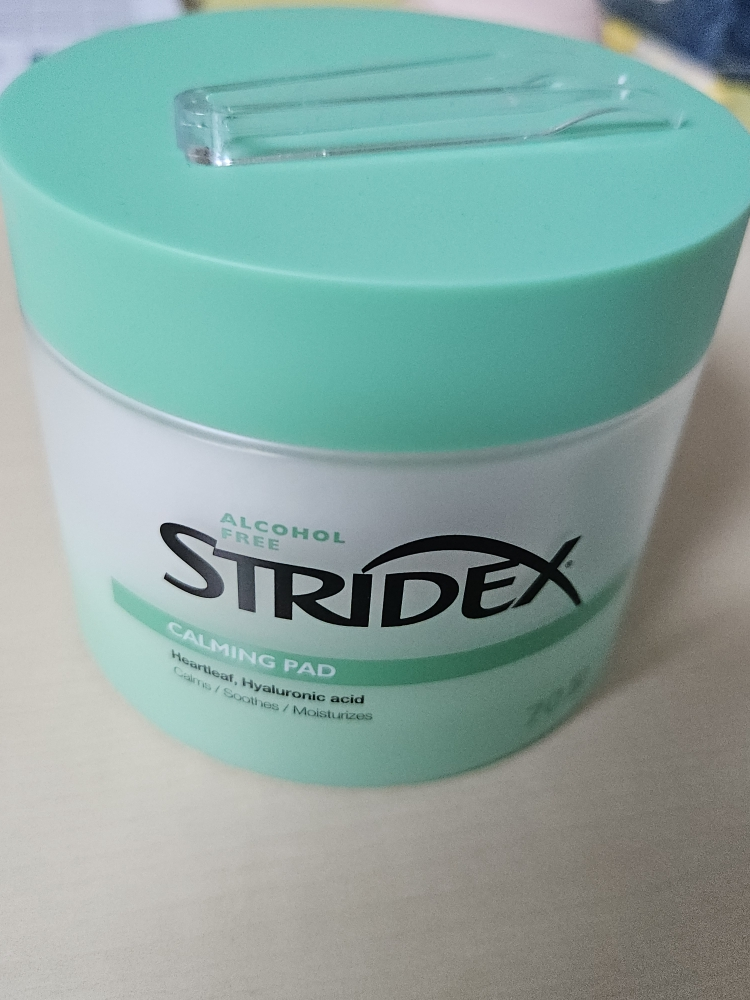 ALCOHOL
FREE
STRIDEX®
CALMING PAD
Heartleaf, Hyaluronic acid
Calms / Soothes / Moisturizes